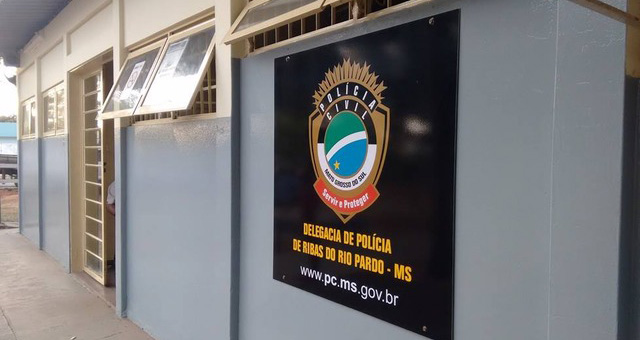 POLÍCIA
CIVIL
MATO GROSSO DO SUL
Servir e Proteger
DELEGACIA DE POLÍCIA
DE RIBAS DO RIO PARDO - MS
www.pc.ms.gov.br